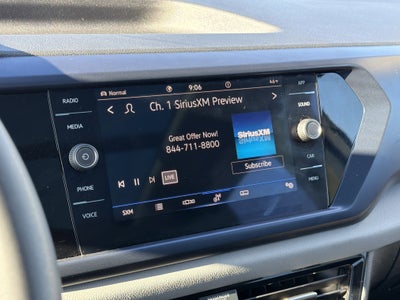 RADIO
MEDIA
PHONE
VOICE
Normal
9:06
Ch. 1 SiriusXM Preview
Great Offer Now!
844-711-8800
SiriusXM
Subscribe
LIVE
SXM
APP
SOUND
CAR
MENU